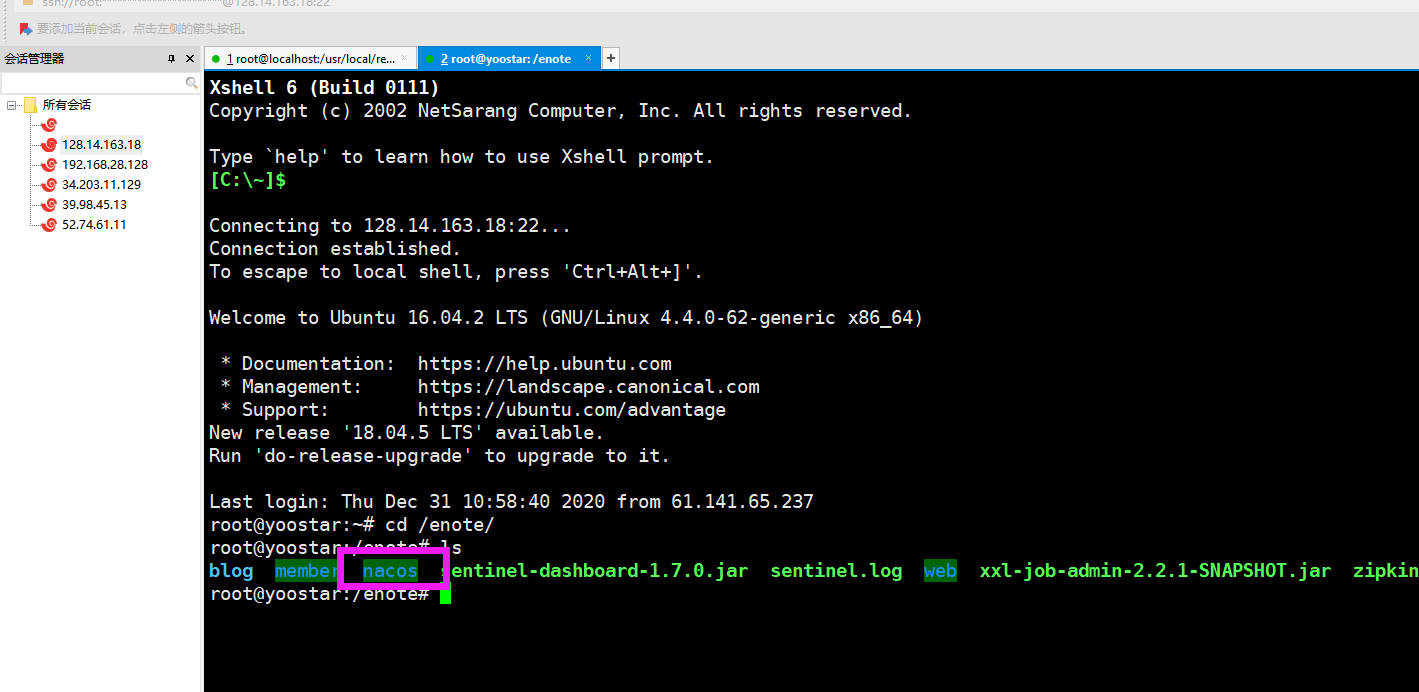 ssh://root:************************@128.14.163.18:22
要添加当前会话，点击左侧的箭头按钮。
会话管理器
1 root@localhost:/usr/local/re...
2 root@yoostar: /enote
所有会话
128.14.163.18
192.168.28.128
34.203.11.129
39.98.45.13
52.74.61.11
Xshell 6 (Build 0111)
Copyright (c) 2002 NetSarang Computer, Inc. All rights reserved.
Type `help' to learn how to use Xshell prompt.
[C:\~]$
Connecting to 128.14.163.18:22...
Connection established.
To escape to local shell, press 'Ctrl+Alt+]'.
Welcome to Ubuntu 16.04.2 LTS (GNU/Linux 4.4.0-62-generic x86_64)
* Documentation:  https://help.ubuntu.com
* Management:     https://landscape.canonical.com
* Support:        https://ubuntu.com/advantage
New release '18.04.5 LTS' available.
Run 'do-release-upgrade' to upgrade to it.
Last login: Thu Dec 31 10:58:40 2020 from 61.141.65.237
root@yoostar:~# cd /enote/
root@yoostar:/enote# ls
blog  member  nacos  sentinel-dashboard-1.7.0.jar  sentinel.log  web  xxl-job-admin-2.2.1-SNAPSHOT.jar  zipkin
root@yoostar:/enote#